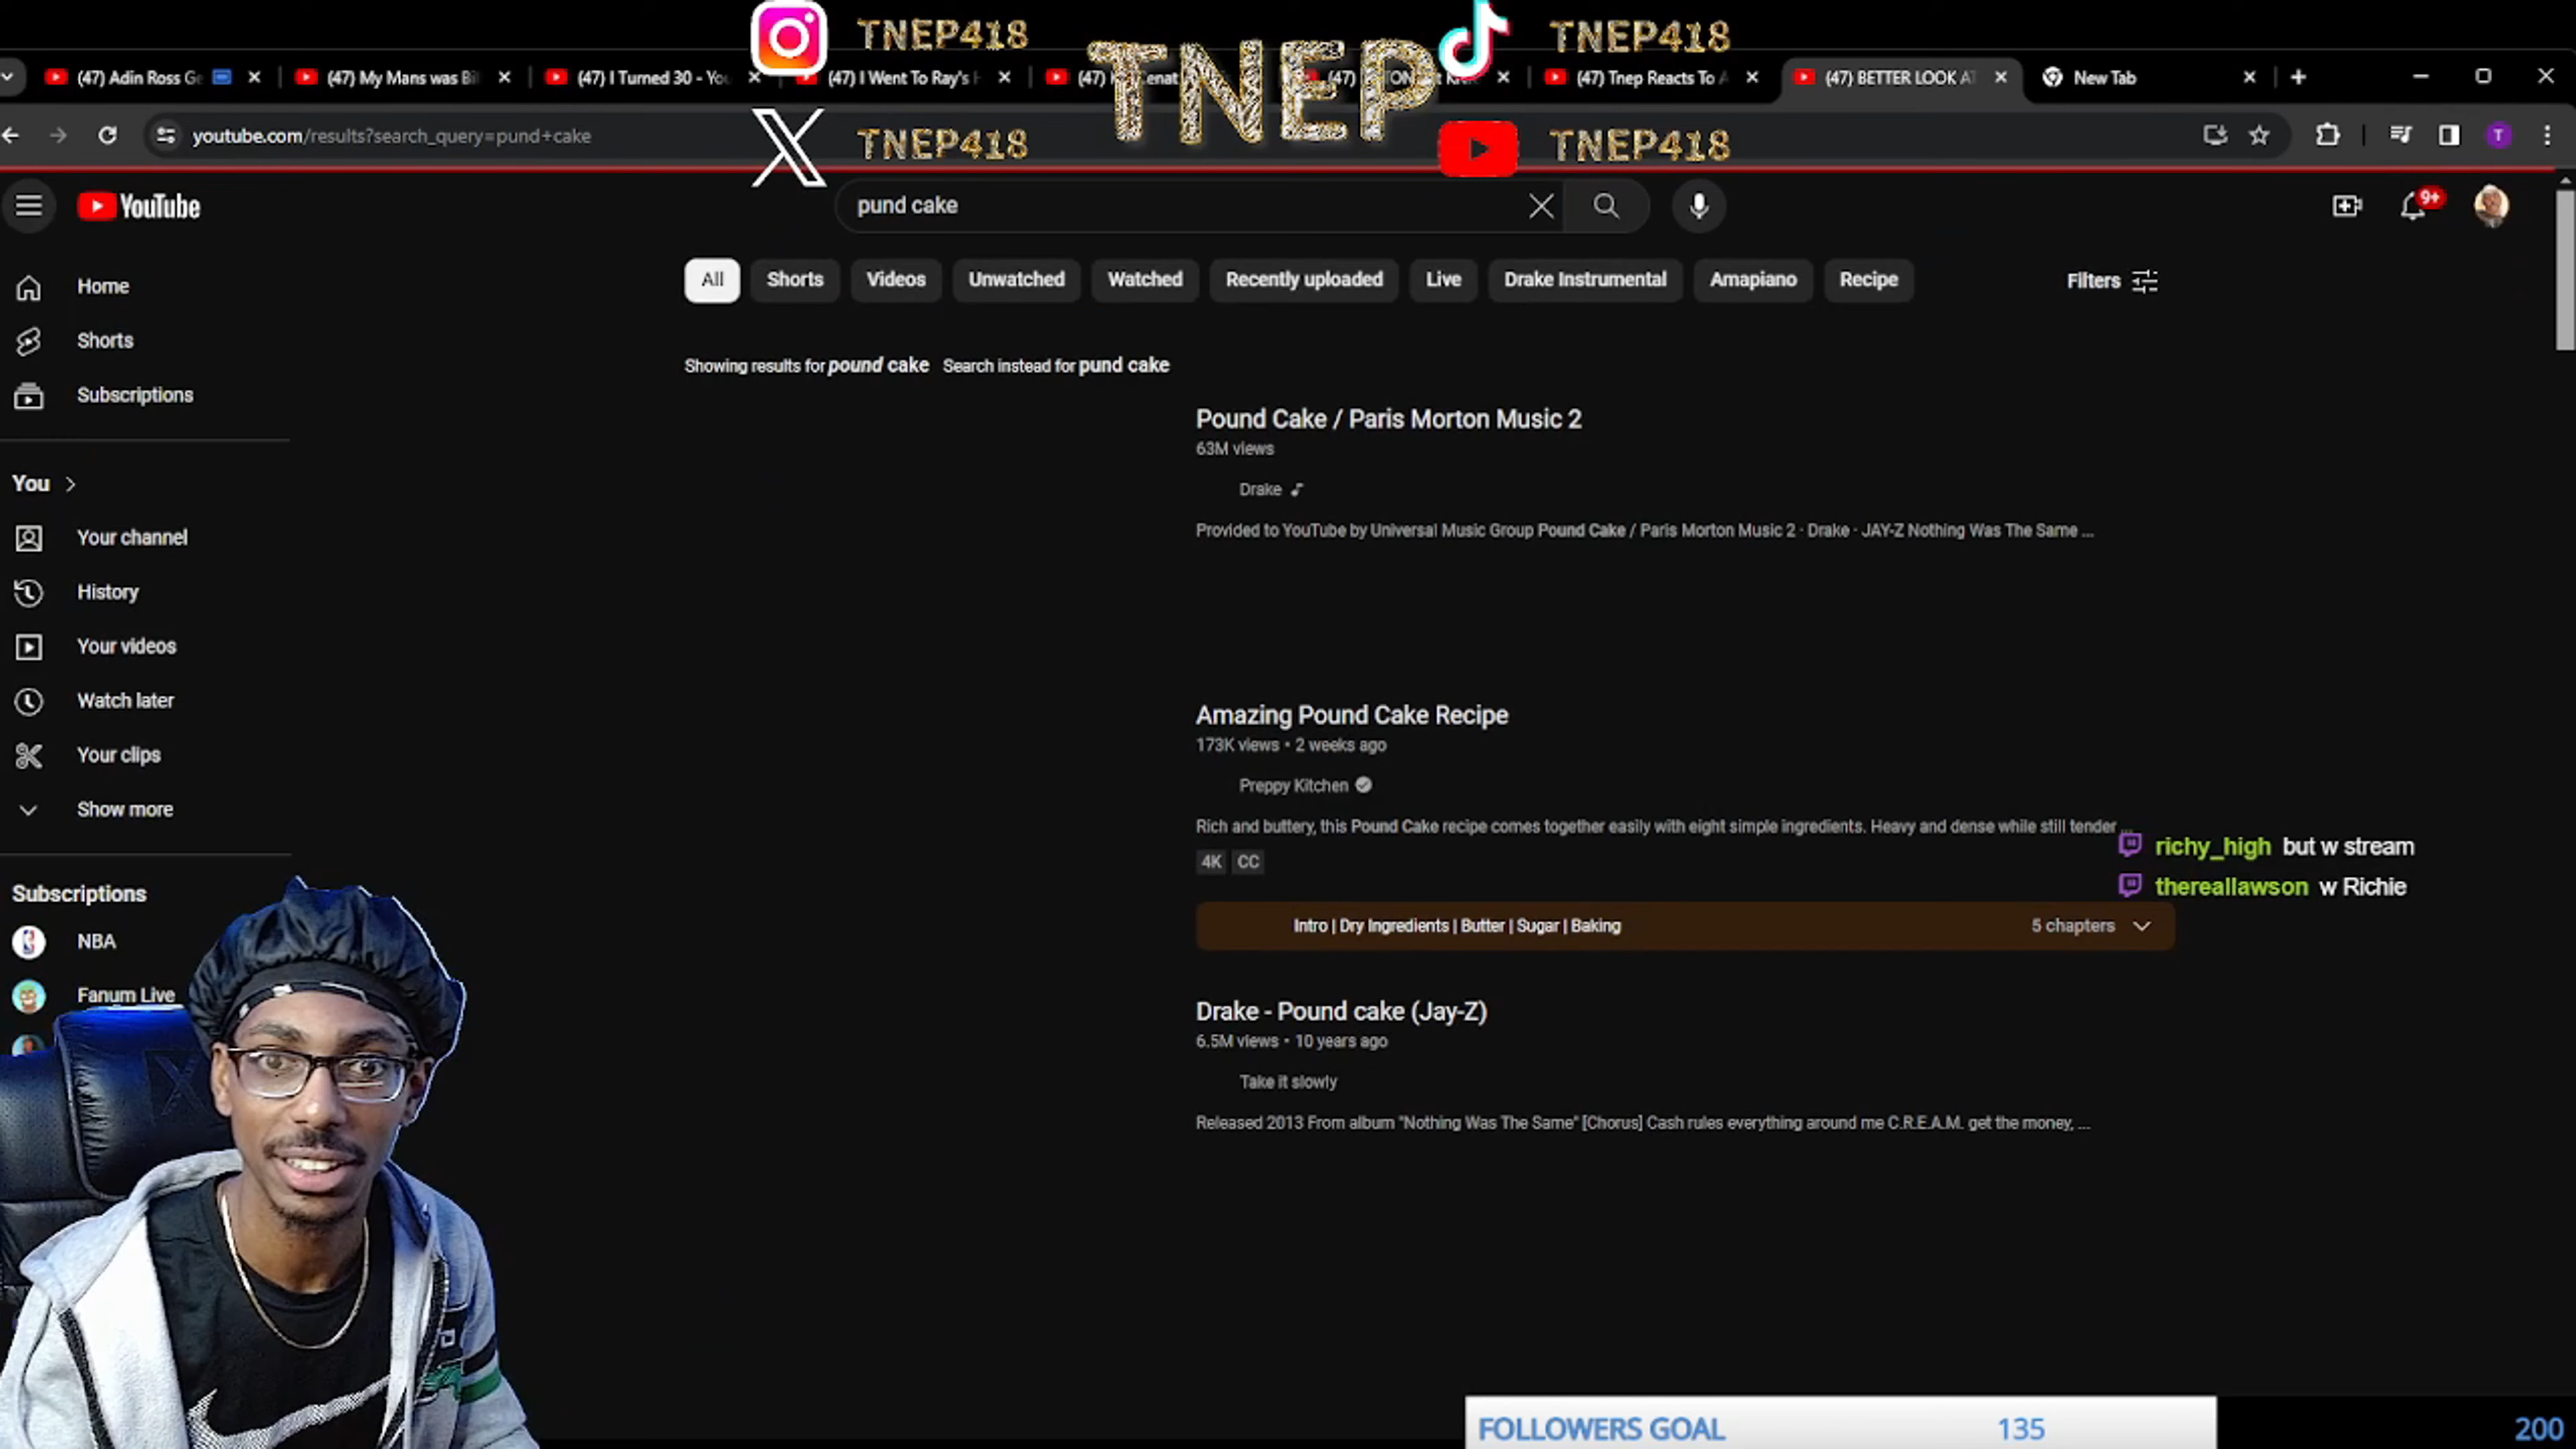 TNEP418
TNEP
TNEP418
(47) Adin Ross Ge
(47) My Mans was Bi
(47) I Turned 30 - You
(47) I Went To Ray's
(47)
enat
(47)
TON
(47) Tnep Reacts To A
(47) BETTER LOOK AT
New Tab
youtube.com/results?search_query=pund+cake
TNEP418
TNEP418
T
YouTube
pund cake
9+
Home
Shorts
Subscriptions
You
Your channel
History
Your videos
Watch later
Your clips
Show more
Subscriptions
NBA
Fanum Live
All
Shorts
Videos
Unwatched
Watched
Recently uploaded
Live
Drake Instrumental
Amapiano
Recipe
Filters
Showing results for pound cake Search instead for pund cake
Pound Cake / Paris Morton Music 2
63M views
Drake
Provided to YouTube by Universal Music Group Pound Cake / Paris Morton Music 2 · Drake · JAY-Z Nothing Was The Same ...
Amazing Pound Cake Recipe
173K views • 2 weeks ago
Preppy Kitchen
Rich and buttery, this Pound Cake recipe comes together easily with eight simple ingredients. Heavy and dense while still tender ...
4K CC
richy_high but w stream
thereallawson w Richie
Intro | Dry Ingredients | Butter | Sugar | Baking
5 chapters
Drake - Pound cake (Jay-Z)
6.5M views • 10 years ago
Take it slowly
Released 2013 From album "Nothing Was The Same" [Chorus] Cash rules everything around me C.R.E.A.M. get the money, ...
FOLLOWERS GOAL 135 200